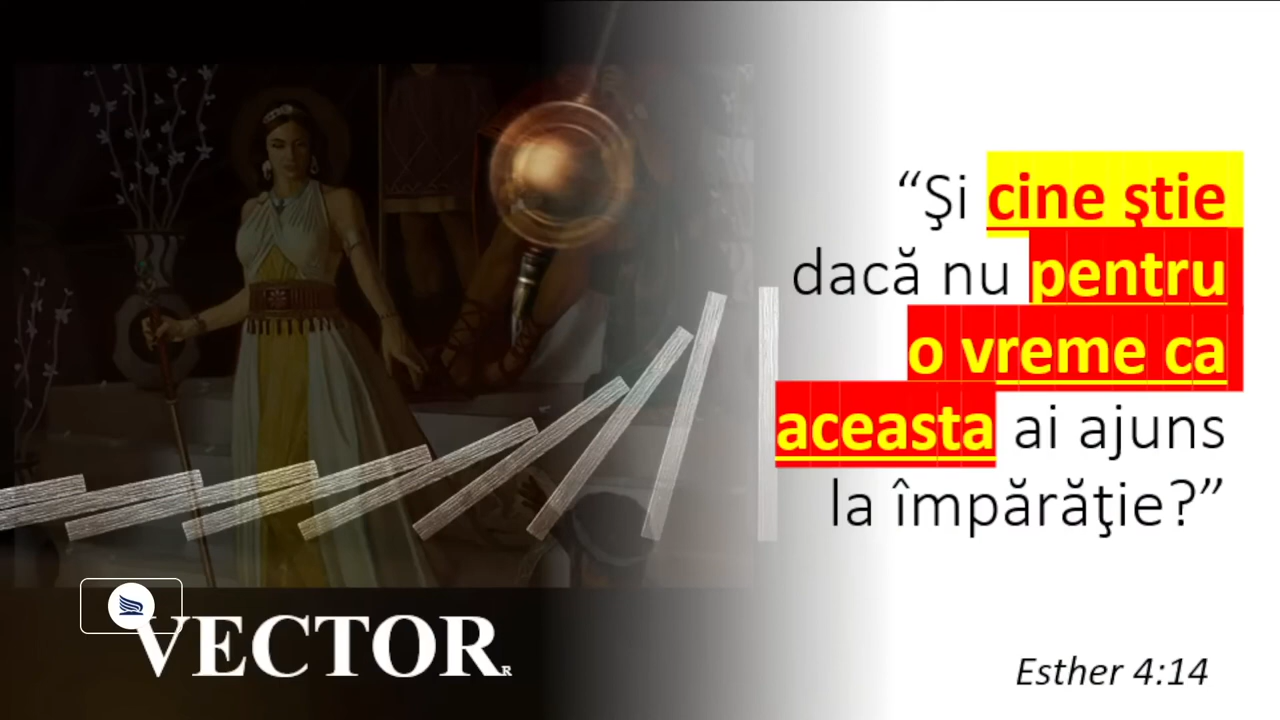 “Şi cine ştie
dacă nu pentru
o vreme ca
aceasta ai ajuns
la împărăţie?”
VECTOR.R
Esther 4:14